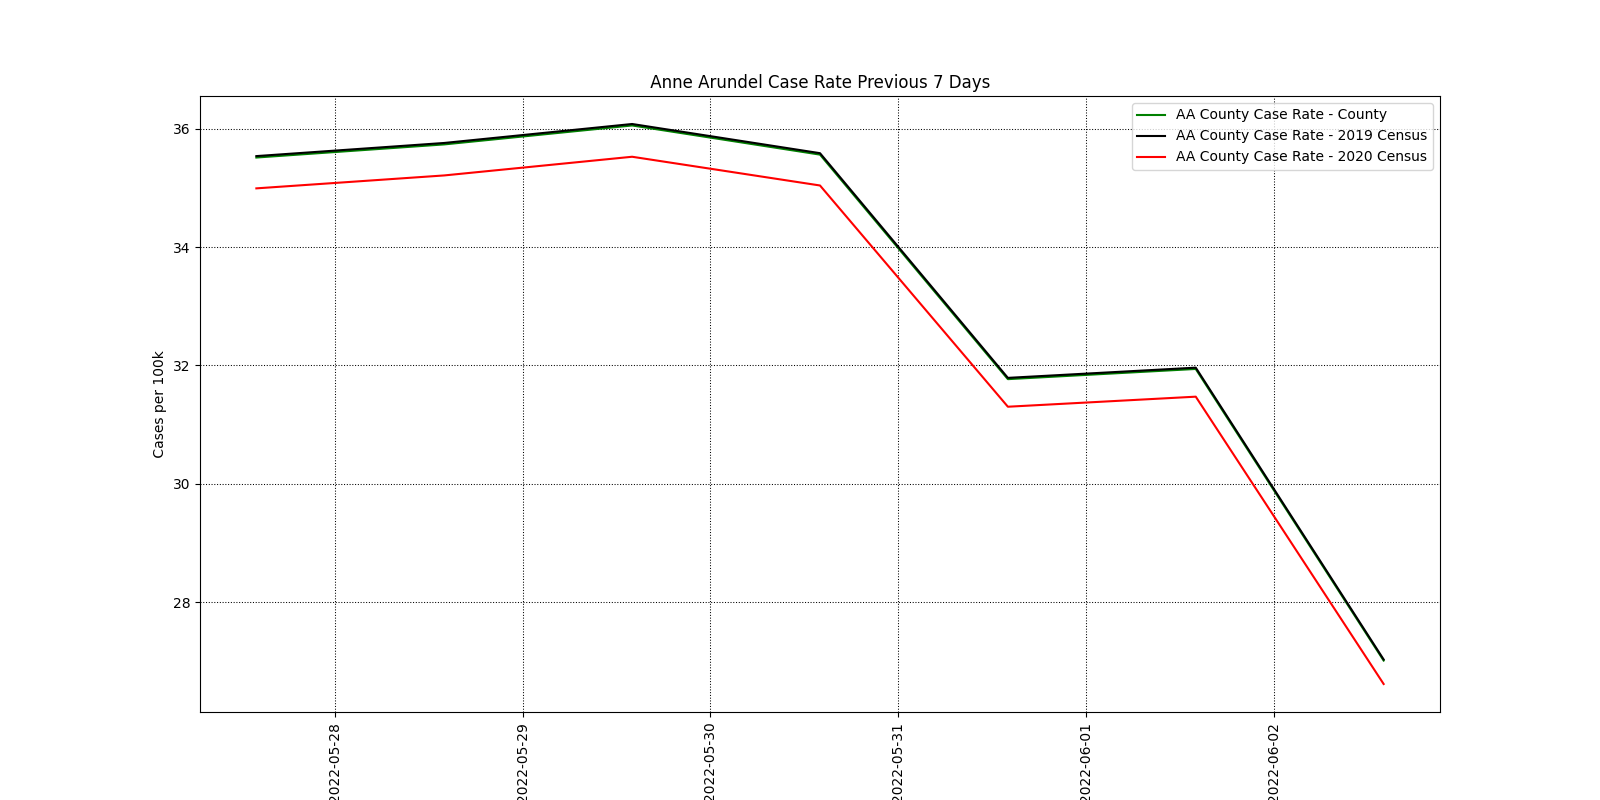 Anne Arundel Case Rate Previous 7 Days
AA County Case Rate - County
AA County Case Rate - 2019 Census
AA County Case Rate - 2020 Census
36
34
32
30
28
Cases per 100k
2022-05-28
2022-05-29
2022-05-30
2022-05-31
2022-06-01
2022-06-02